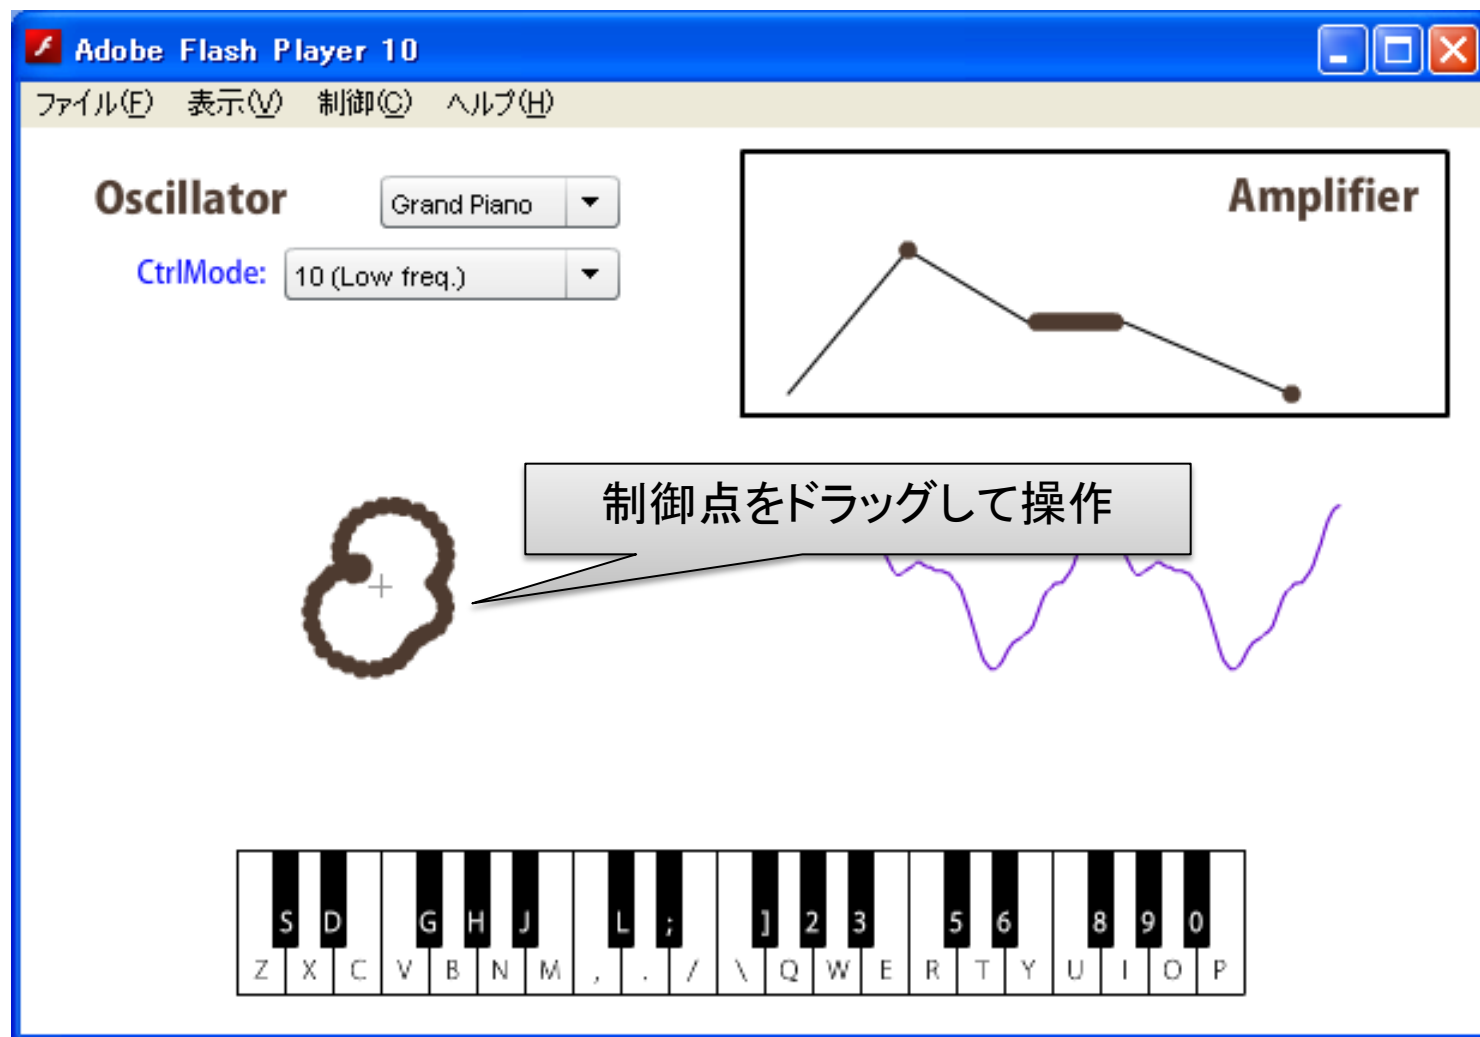 Adobe Flash Player 10
ファイル(F) 表示(V) 制御(C) ヘルプ(H)
Oscillator
Grand Piano
CtrlMode:
10 (Low freq.)
Amplifier
制御点をドラッグして操作
S D G H J L ; ] 2 3 5 6 8 9 0
Z X C V B N M , . / \ Q W E R T Y U I O P